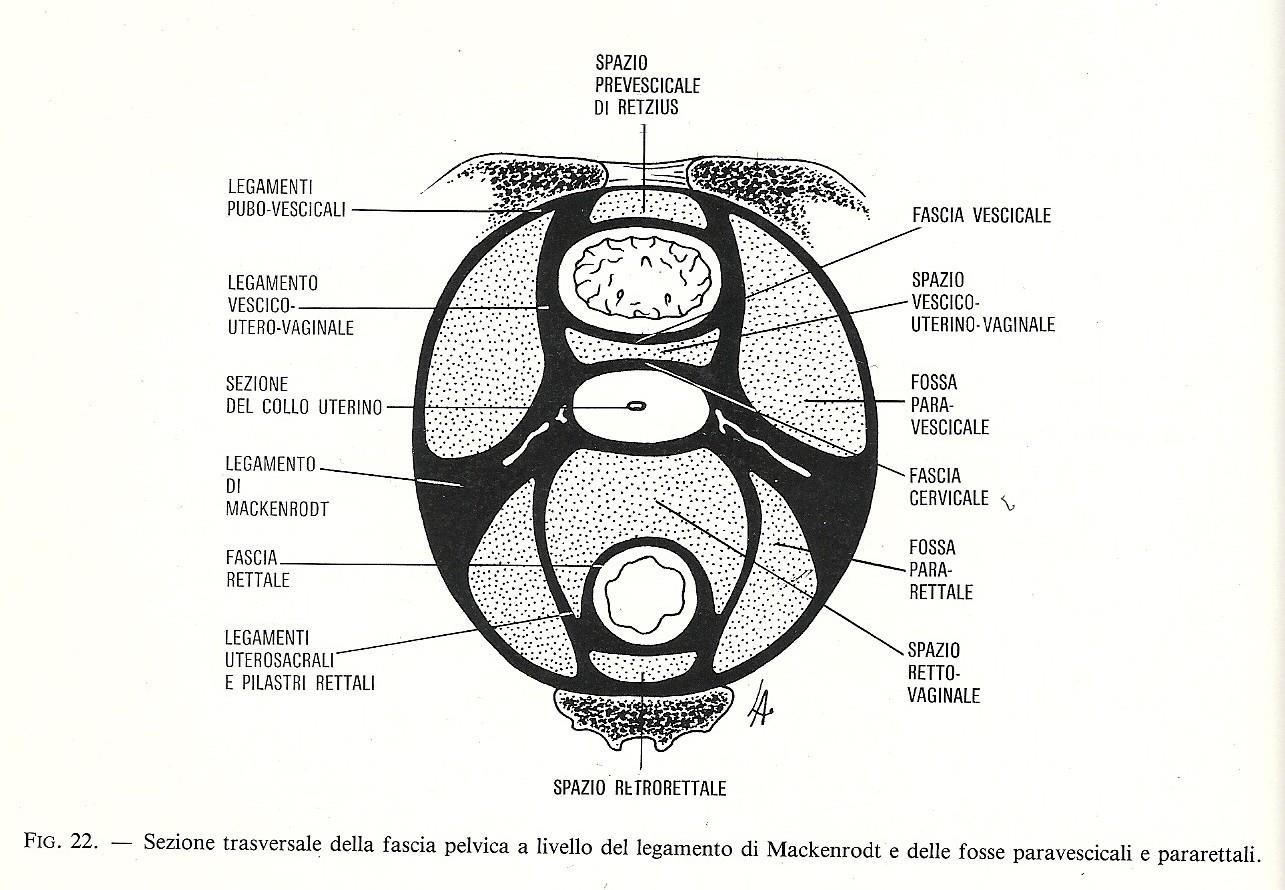 SPAZIO
PREVESCICALE
DI RETZIUS
LEGAMENTI
PUBO-VESCICALI
LEGAMENTO
VESCICO-
UTERO-VAGINALE
SEZIONE
DEL COLLO UTERINO
LEGAMENTO
DI
MACKENRODT
FASCIA
RETTALE
LEGAMENTI
UTEROSACRALI
E PILASTRI RETTALI
FASCIA VESCICALE
SPAZIO
VESCICO-
UTERINO-VAGINALE
FOSSA
PARA-
VESCICALE
FASCIA
CERVICALE
FOSSA
PARA-
RETTALE
SPAZIO
RETTO-
VAGINALE
SPAZIO RETRORETTALE
FIG. 22. — Sezione trasversale della fascia pelvica a livello del legamento di Mackenrodt e delle fosse paravescicali e pararettali.